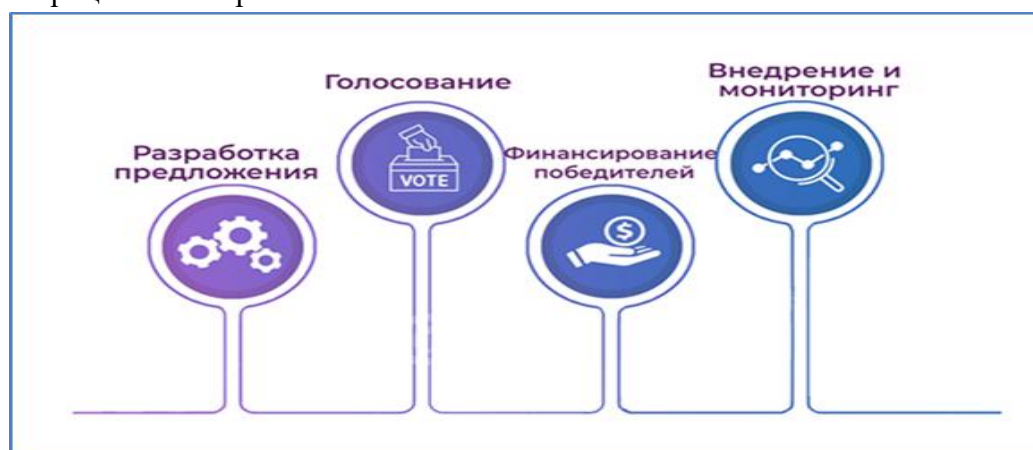 Разработка
предложения
Голосование
VOTE
Финансирование
победителей
$
Внедрение и
мониторинг